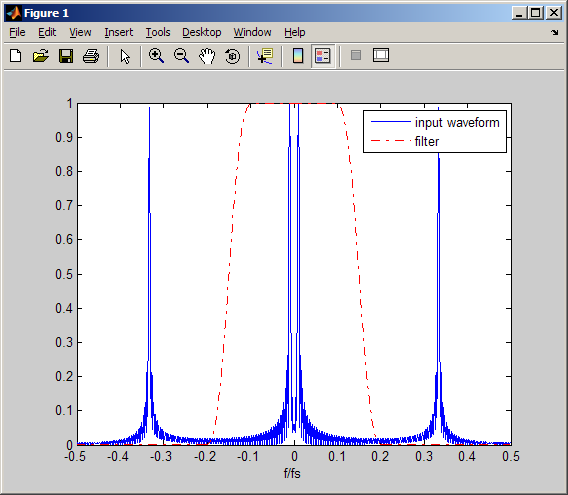 Figure 1
File Edit View Insert Tools Desktop Window Help
input waveform
filter
1
0.9
0.8
0.7
0.6
0.5
0.4
0.3
0.2
0.1
0
-0.5 -0.4 -0.3 -0.2 -0.1 0 0.1 0.2 0.3 0.4 0.5
f/fs